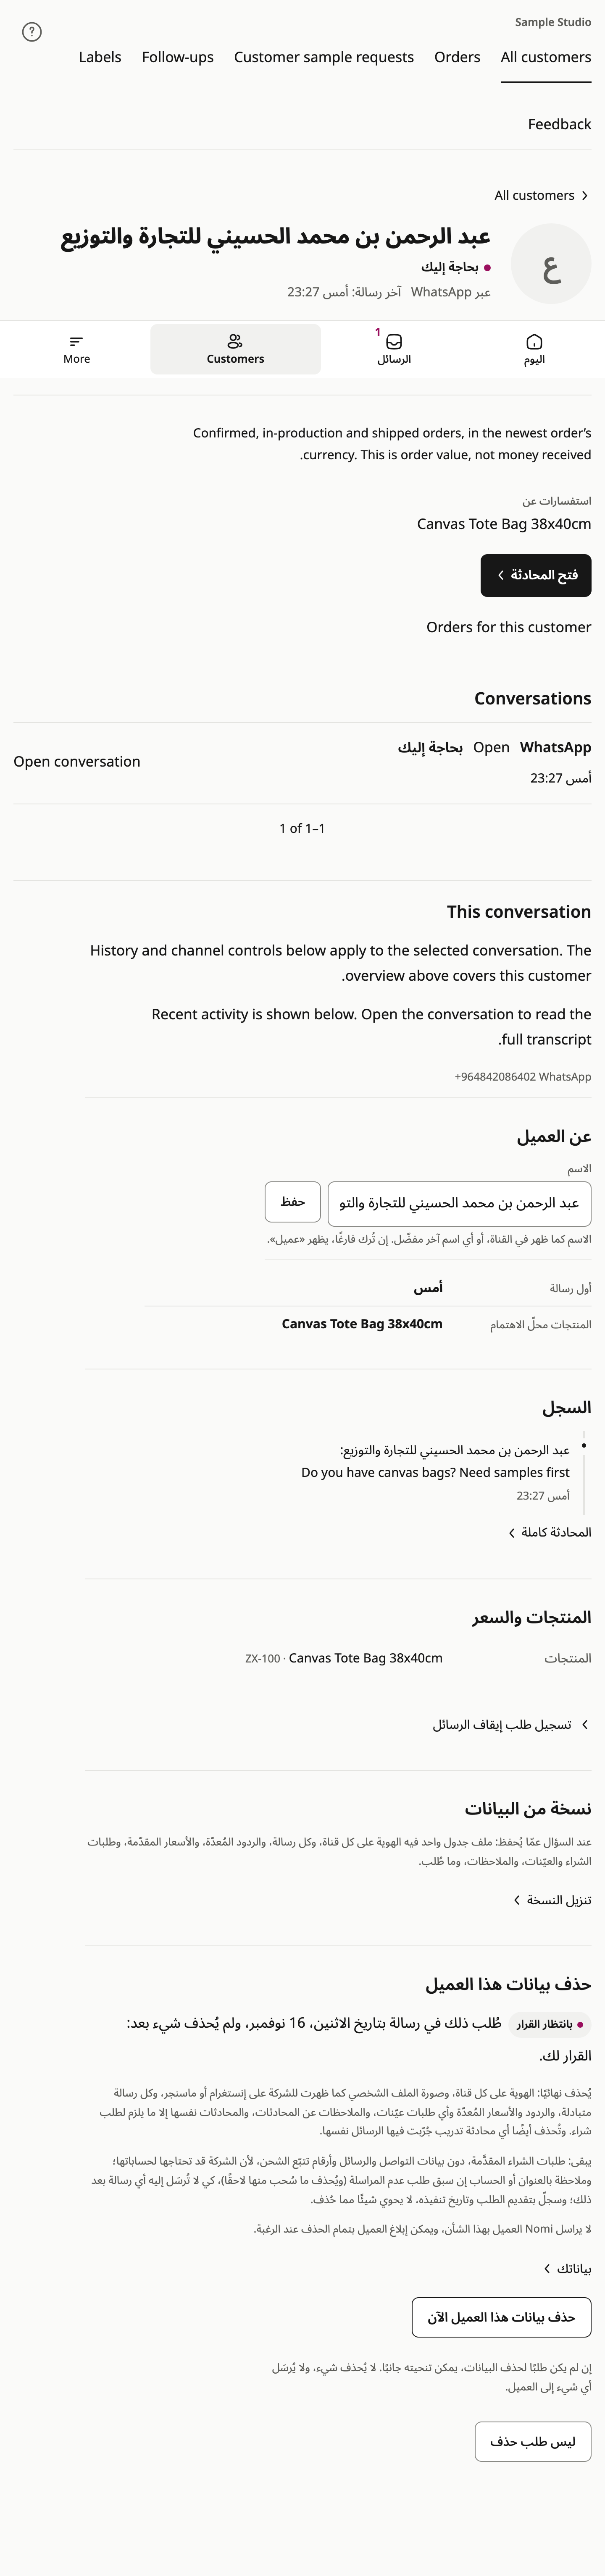 Sample Studio
All customers
Orders
Customer sample requests
Follow-ups
Labels
Feedback
All customers
ع
عبد الرحمن بن محمد الحسيني للتجارة والتوزيع
بحاجة إليك
عبر WhatsApp آخر رسالة: أمس 23:27
اليوم
الرسائل
1
Customers
More
Confirmed, in-production and shipped orders, in the newest order's
currency. This is order value, not money received.
استفسارات عن
Canvas Tote Bag 38x40cm
فتح المحادثة
Orders for this customer
Conversations
WhatsApp Open بحاجة إليك
أمس 23:27
Open conversation
1 of 1–1
This conversation
History and channel controls below apply to the selected conversation. The
overview above covers this customer.
Recent activity is shown below. Open the conversation to read the
full transcript.
+964842086402 WhatsApp
عن العميل
الاسم
عبد الرحمن بن محمد الحسيني للتجارة والتو
حفظ
الاسم كما ظهر في القناة، أو أي اسم آخر مفضّل. إن تُرك فارغًا، يظهر «عميل».
أول رسالة
أمس
المنتجات محلّ الاهتمام
Canvas Tote Bag 38x40cm
السجل
عبد الرحمن بن محمد الحسيني للتجارة والتوزيع:
Do you have canvas bags? Need samples first
أمس 23:27
المحادثة كاملة
المنتجات والسعر
المنتجات
Canvas Tote Bag 38x40cm · ZX-100
تسجيل طلب إيقاف الرسائل
نسخة من البيانات
عند السؤال عمّا يُحفظ: ملف جدول واحد فيه الهوية على كل قناة، وكل رسالة، والردود المُعدّة، والأسعار المقدّمة، وطلبات
الشراء والعيّنات، والملاحظات، وما طُلب.
تنزيل النسخة
حذف بيانات هذا العميل
بانتظار القرار
طُلب ذلك في رسالة بتاريخ الاثنين، 16 نوفمبر، ولم يُحذف شيء بعد:
القرار لك.
يُحذف نهائيًا: الهوية على كل قناة، وصورة الملف الشخصي كما ظهرت للشركة على إنستغرام أو ماسنجر، وكل رسالة
متبادلة، والردود والأسعار المُعدّة وأي طلبات عيّنات، والملاحظات عن المحادثات، والمحادثات نفسها إلا ما يلزم لطلب
شراء. وتُحذف أيضًا أي محادثة تدريب جُرّبت فيها الرسائل نفسها.
يبقى: طلبات الشراء المقدَّمة، دون بيانات التواصل والرسائل وأرقام تتبّع الشحن، لأن الشركة قد تحتاجها لحساباتها؛
وملاحظة بالعنوان أو الحساب إن سبق طلب عدم المراسلة (ويُحذف ما سُحب منها لاحقًا)، كي لا تُرسَل إليه أي رسالة بعد
ذلك؛ وسجلّ بتقديم الطلب وتاريخ تنفيذه، لا يحوي شيئًا مما حُذف.
لا يراسل Nomi العميل بهذا الشأن، ويمكن إبلاغ العميل بتمام الحذف عند الرغبة.
بياناتك
حذف بيانات هذا العميل الآن
إن لم يكن طلبًا لحذف البيانات، يمكن تنحيته جانبًا. لا يُحذف شيء، ولا يُرسَل
أي شيء إلى العميل.
ليس طلب حذف